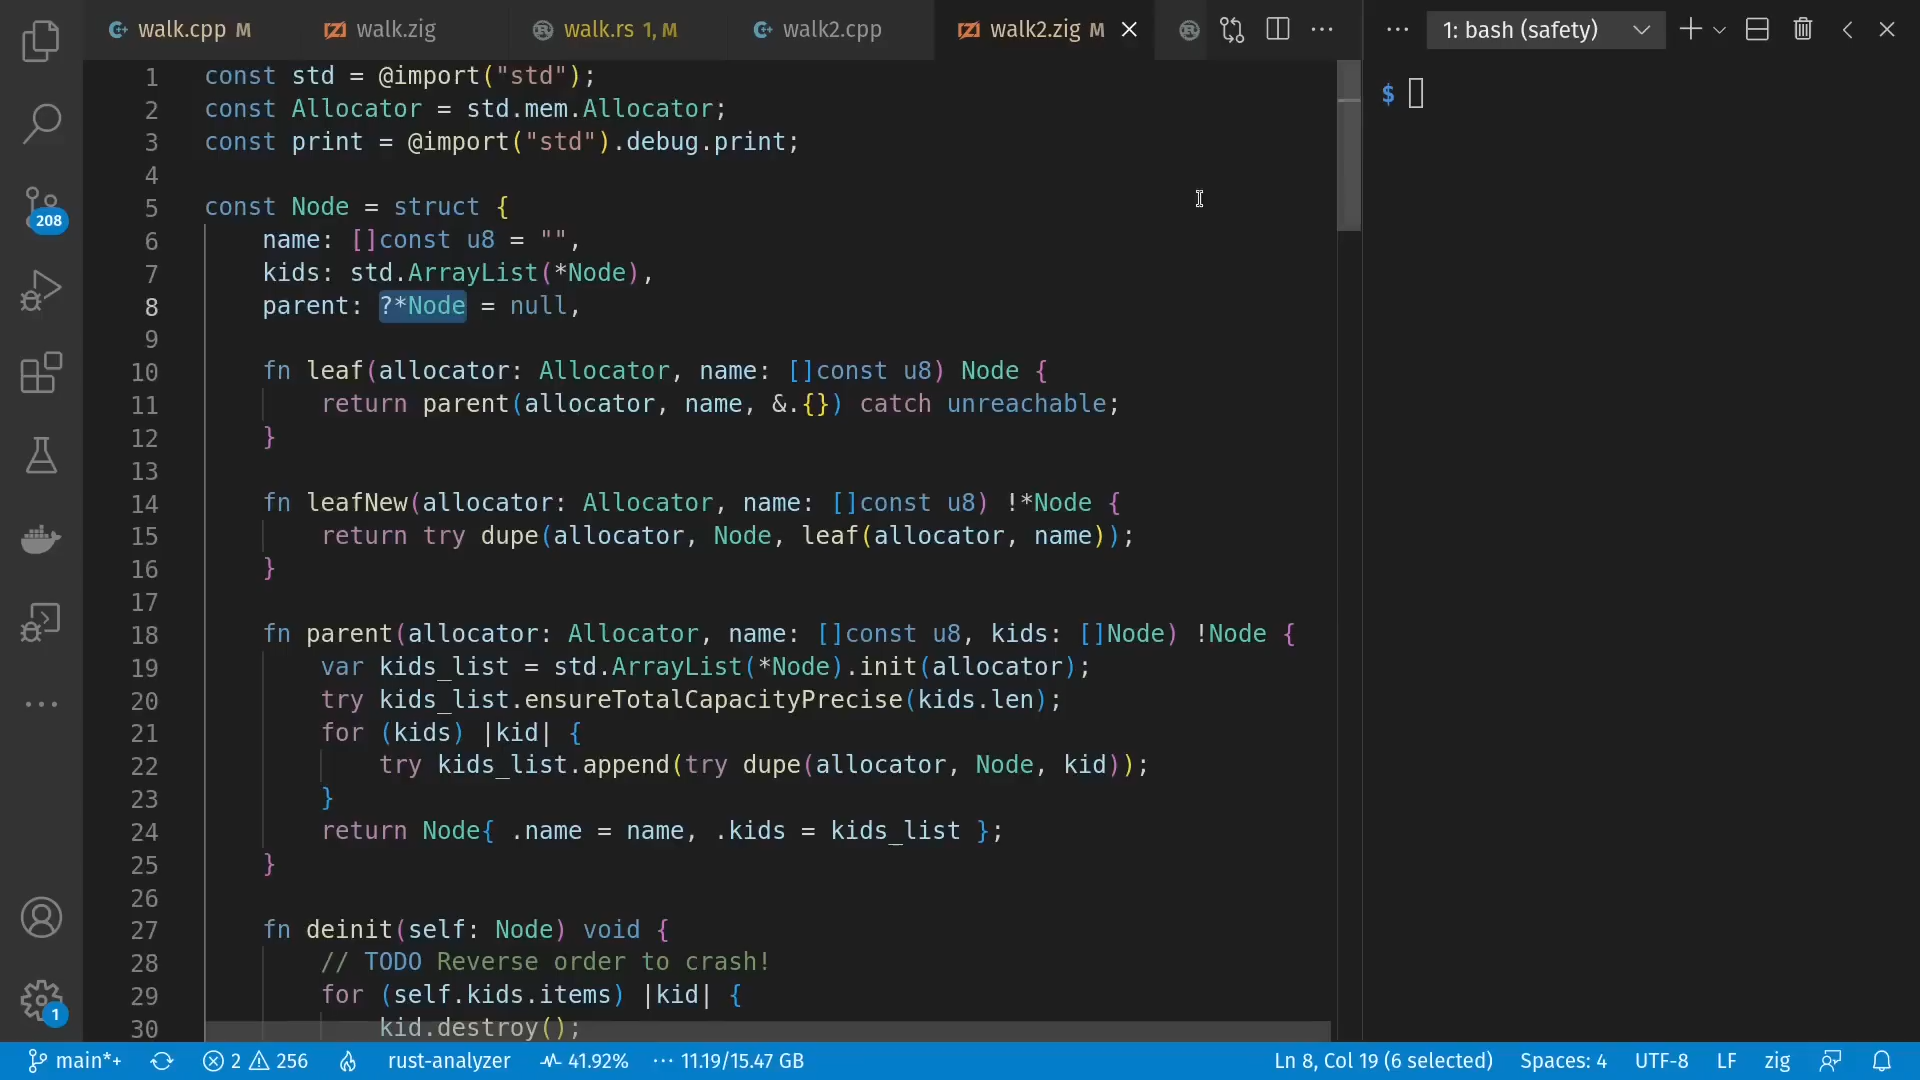 walk.cpp M walk.zig walk.rs 1, M walk2.cpp walk2.zig M 1: bash (safety)
1 const std = @import("std");
2 const Allocator = std.mem.Allocator;
3 const print = @import("std").debug.print;
4
5 const Node = struct {
6 name: []const u8 = "",
7 kids: std.ArrayList(*Node),
8 parent: ?*Node = null,
9
10 fn leaf(allocator: Allocator, name: []const u8) Node {
11 return parent(allocator, name, &.{}) catch unreachable;
12 }
13
14 fn leafNew(allocator: Allocator, name: []const u8) !*Node {
15 return try dupe(allocator, Node, leaf(allocator, name));
16 }
17
18 fn parent(allocator: Allocator, name: []const u8, kids: []Node) !Node {
19 var kids_list = std.ArrayList(*Node).init(allocator);
20 try kids_list.ensureTotalCapacityPrecise(kids.len);
21 for (kids) |kid| {
22 try kids_list.append(try dupe(allocator, Node, kid));
23 }
24 return Node{ .name = name, .kids = kids_list };
25 }
26
27 fn deinit(self: Node) void {
28 // TODO Reverse order to crash!
29 for (self.kids.items) |kid| {
30 kid.destroy();
$
208
1
main*+ 2 256 rust-analyzer 41.92% ··· 11.19/15.47 GB Ln 8, Col 19 (6 selected) Spaces: 4 UTF-8 LF zig